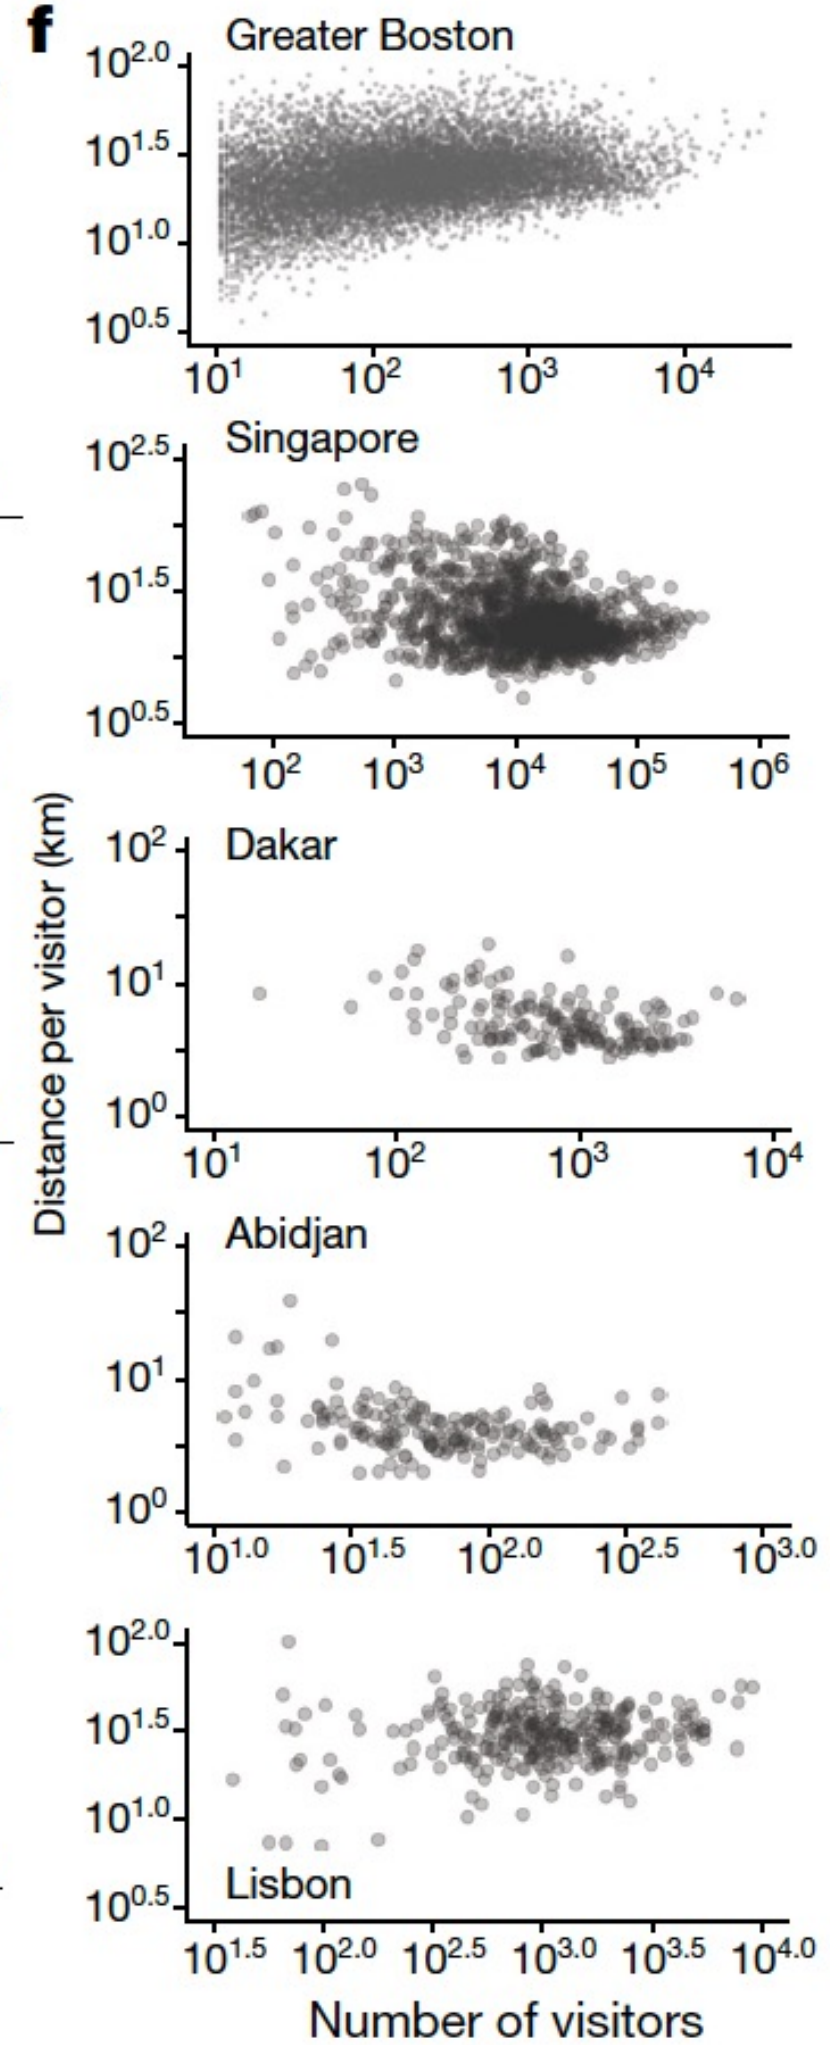 f
Greater Boston
10^2.0
10^1.5
10^1.0
10^0.5
10^1 10^2 10^3 10^4
Singapore
10^2.5
10^1.5
10^0.5
10^2 10^3 10^4 10^5 10^6
Distance per visitor (km)
Dakar
10^2
10^1
10^0
10^1 10^2 10^3 10^4
Abidjan
10^2
10^1
10^0
10^1.0 10^1.5 10^2.0 10^2.5 10^3.0
10^2.0
10^1.5
10^1.0
Lisbon
10^0.5
10^1.5 10^2.0 10^2.5 10^3.0 10^3.5 10^4.0
Number of visitors